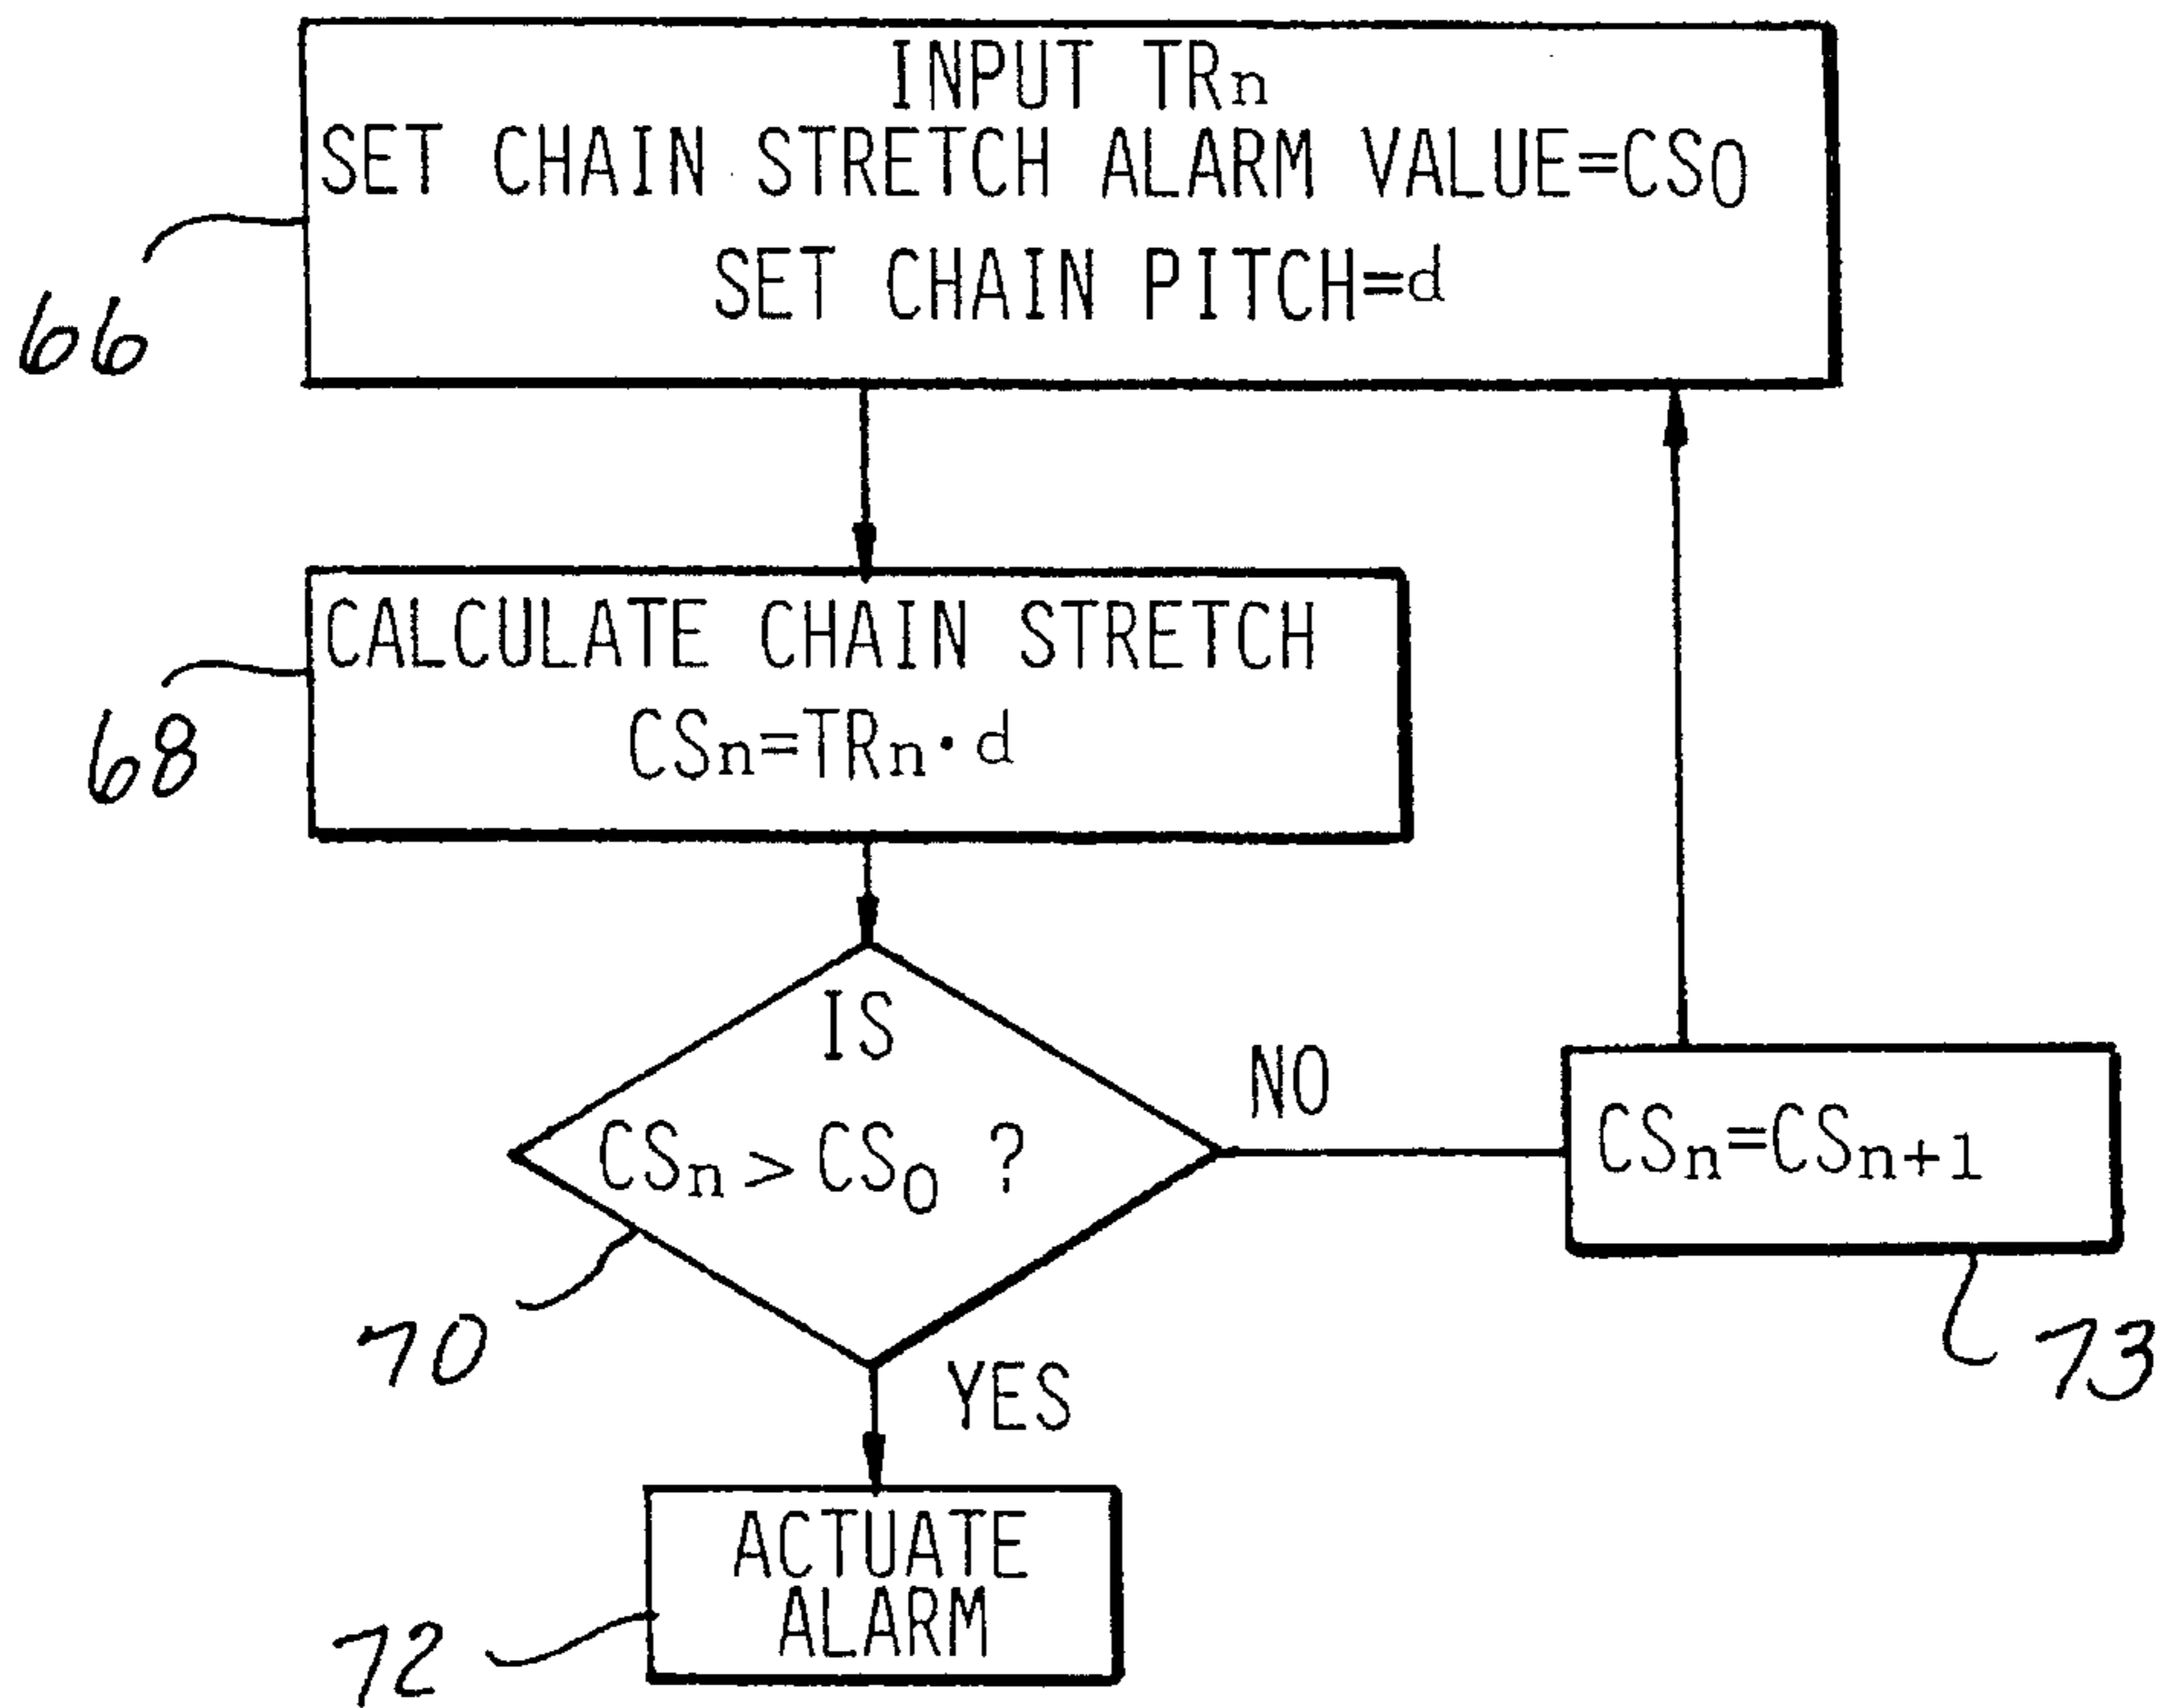 INPUT TRn
SET CHAIN STRETCH ALARM VALUE=CS0
SET CHAIN PITCH=d
66
CALCULATE CHAIN STRETCH
CSn=TRn·d
68
IS
CSn > CS0 ?
NO
CSn=CSn+1
70
73
YES
ACTUATE
ALARM
72